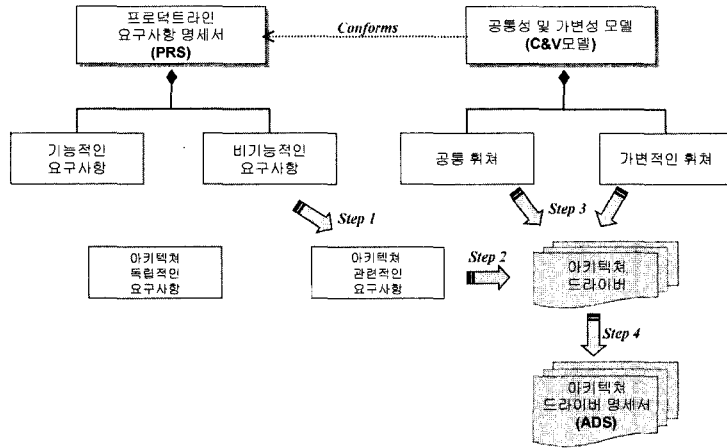 프로덕트라인
요구사항 명세서
(PRS)
Conforms
공통성 및 가변성 모델
(C&V모델)
기능적인
요구사항
비기능적인
요구사항
공통 휘쳐
가변적인 휘쳐
Step 1
Step 3
아키텍쳐
독립적인
요구사항
아키텍쳐
관련적인
요구사항
Step 2
아키텍쳐
드라이버
Step 4
아키텍쳐
드라이버 명세서
(ADS)